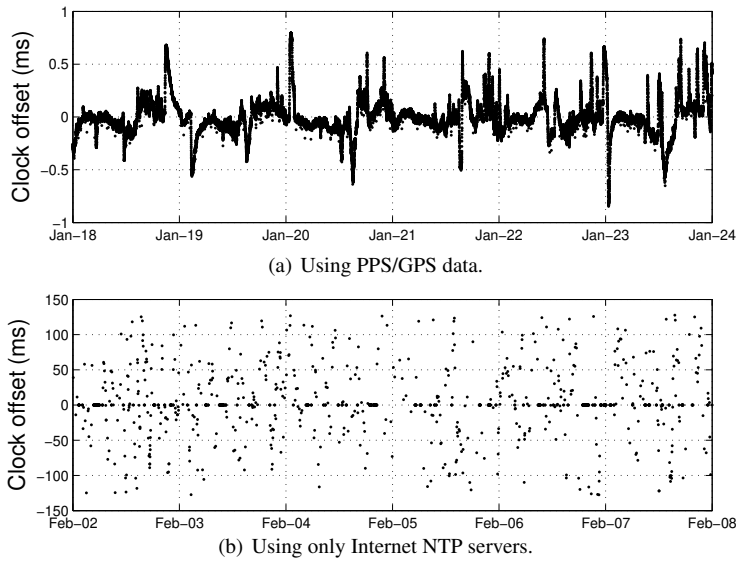 Clock offset (ms)
1
0.5
0
−0.5
−1
Jan−18 Jan−19 Jan−20 Jan−21 Jan−22 Jan−23 Jan−24
(a) Using PPS/GPS data.
Clock offset (ms)
150
100
50
0
−50
−100
−150
Feb−02 Feb−03 Feb−04 Feb−05 Feb−06 Feb−07 Feb−08
(b) Using only Internet NTP servers.